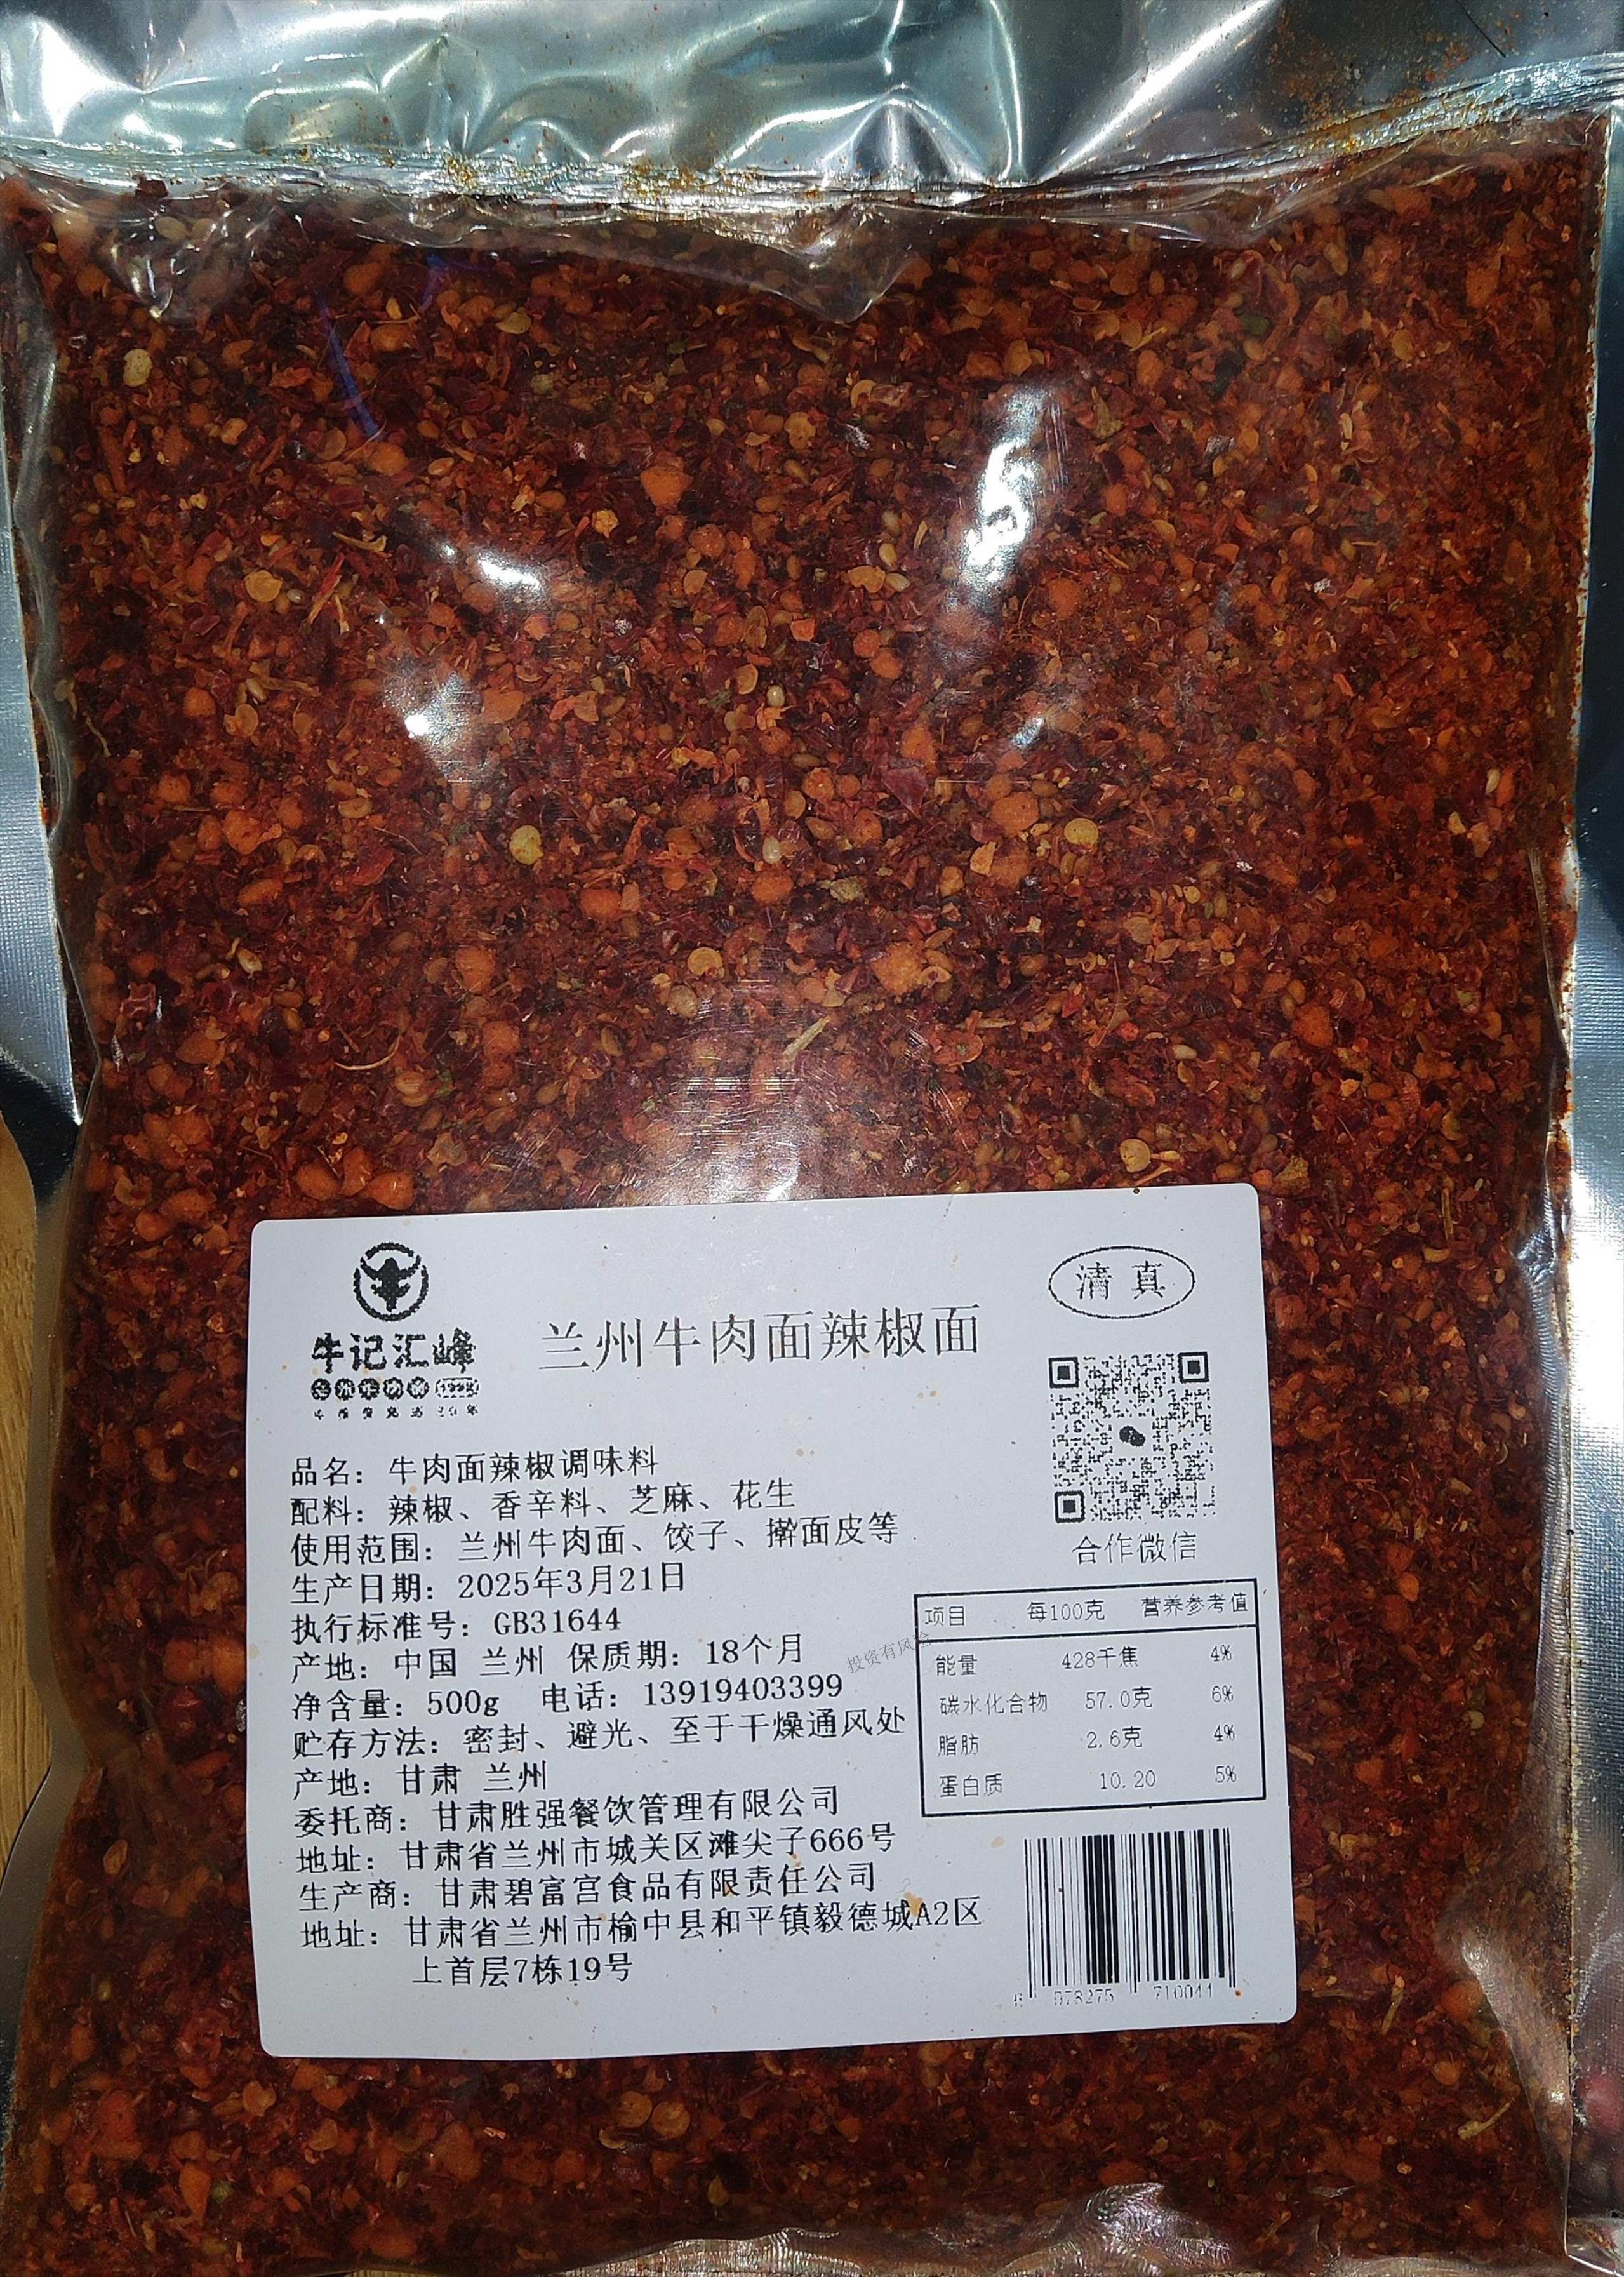 清真
牛记汇峰
兰州牛肉面辣椒面
品名：牛肉面辣椒调味料
配料：辣椒、香辛料、芝麻、花生
使用范围：兰州牛肉面、饺子、擀面皮等
生产日期：2025年3月21日
执行标准号：GB31644
产地：中国 兰州 保质期：18个月
净含量：500g 电话：13919403399
贮存方法：密封、避光、至于干燥通风处
产地：甘肃 兰州
委托商：甘肃胜强餐饮管理有限公司
地址：甘肃省兰州市城关区滩尖子666号
生产商：甘肃碧富宫食品有限责任公司
地址：甘肃省兰州市榆中县和平镇毅德城A2区
上首层7栋19号
合作微信
项目 每100克 营养参考值
能量 428千焦 4%
碳水化合物 57.0克 6%
脂肪 2.6克 4%
蛋白质 10.20 5%
投资有风险
6 978275 710044